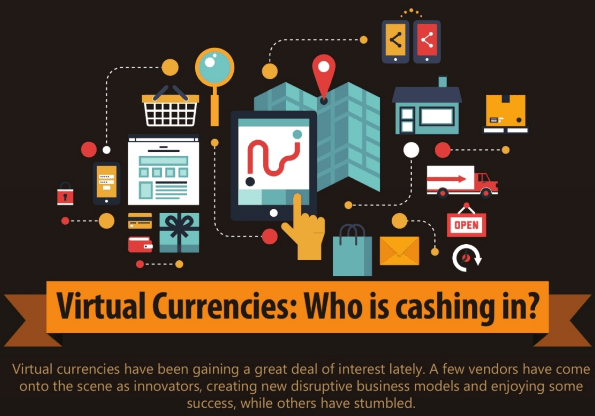 OPEN
Virtual Currencies: Who is cashing in?
Virtual currencies have been gaining a great deal of interest lately. A few vendors have come
onto the scene as innovators, creating new disruptive business models and enjoying some
success, while others have stumbled.